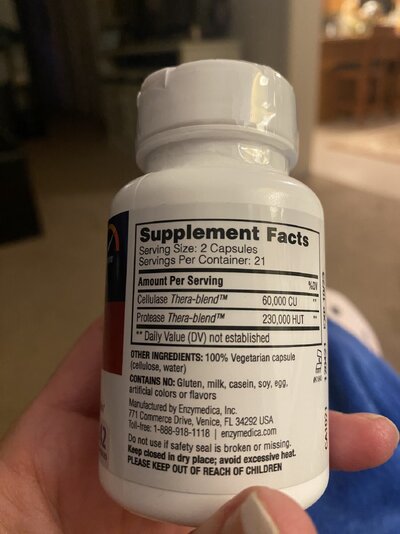 Supplement Facts
Serving Size: 2 Capsules
Servings Per Container: 21
Amount Per Serving %DV
Cellulase Thera-blend™ 60,000 CU **
Protease Thera-blend™ 230,000 HUT **
** Daily Value (DV) not established
OTHER INGREDIENTS: 100% Vegetarian capsule
(cellulose, water)
CONTAINS NO: Gluten, milk, casein, soy, egg,
artificial colors or flavors
Manufactured by Enzymedica, Inc.
771 Commerce Drive, Venice, FL 34292 USA
Toll-free: 1-888-918-1118 | enzymedica.com
Do not use if safety seal is broken or missing.
Keep closed in dry place; avoid excessive heat.
PLEASE KEEP OUT OF REACH OF CHILDREN